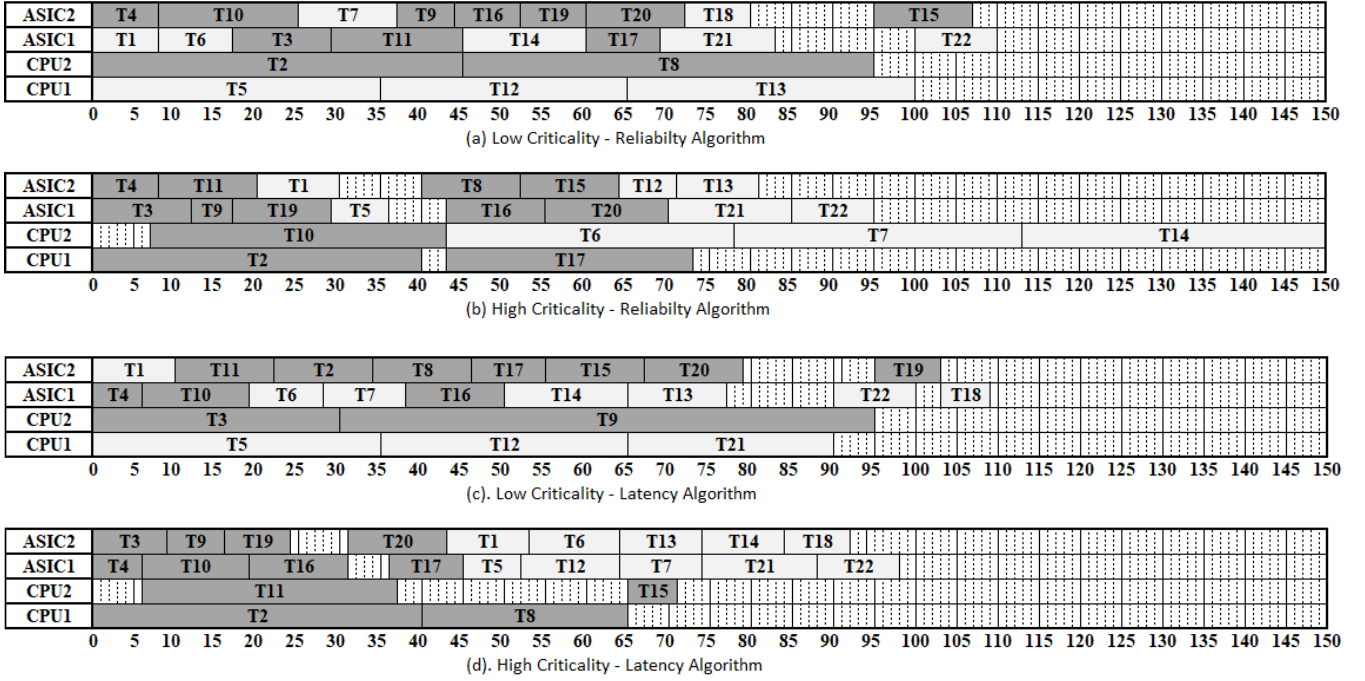 ASIC2 T4 T10 T7 T9 T16 T19 T20 T18 T15
ASIC1 T1 T6 T3 T11 T14 T17 T21 T22
CPU2 T2 T8
CPU1 T5 T12 T13
0 5 10 15 20 25 30 35 40 45 50 55 60 65 70 75 80 85 90 95 100 105 110 115 120 125 130 135 140 145 150
(a) Low Criticality - Reliabilty Algorithm
ASIC2 T4 T11 T1 T8 T15 T12 T13
ASIC1 T3 T9 T19 T5 T16 T20 T21 T22
CPU2 T10 T6 T7 T14
CPU1 T2 T17
0 5 10 15 20 25 30 35 40 45 50 55 60 65 70 75 80 85 90 95 100 105 110 115 120 125 130 135 140 145 150
(b) High Criticality - Reliabilty Algorithm
ASIC2 T1 T11 T2 T8 T17 T15 T20 T19
ASIC1 T4 T10 T6 T7 T16 T14 T13 T22 T18
CPU2 T3 T9
CPU1 T5 T12 T21
0 5 10 15 20 25 30 35 40 45 50 55 60 65 70 75 80 85 90 95 100 105 110 115 120 125 130 135 140 145 150
(c). Low Criticality - Latency Algorithm
ASIC2 T3 T9 T19 T20 T1 T6 T13 T14 T18
ASIC1 T4 T10 T16 T17 T5 T12 T7 T21 T22
CPU2 T11 T15
CPU1 T2 T8
0 5 10 15 20 25 30 35 40 45 50 55 60 65 70 75 80 85 90 95 100 105 110 115 120 125 130 135 140 145 150
(d). High Criticality - Latency Algorithm